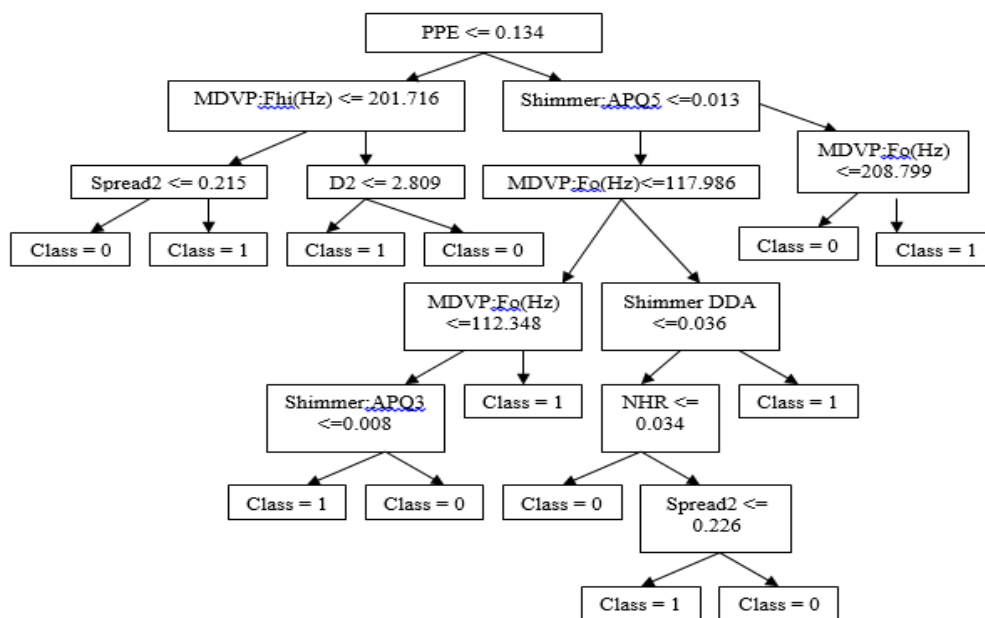 PPE <= 0.134
MDVP:Fhi(Hz) <= 201.716
Shimmer:APQ5 <=0.013
MDVP:Fo(Hz)
<=208.799
Spread2 <= 0.215
D2 <= 2.809
MDVP:Fo(Hz)<=117.986
Class = 0
Class = 1
Class = 1
Class = 0
Class = 0
Class = 1
MDVP:Fo(Hz)
<=112.348
Shimmer DDA
<=0.036
Shimmer:APQ3
<=0.008
Class = 1
NHR <=
0.034
Class = 1
Class = 1
Class = 0
Class = 0
Spread2 <=
0.226
Class = 1
Class = 0